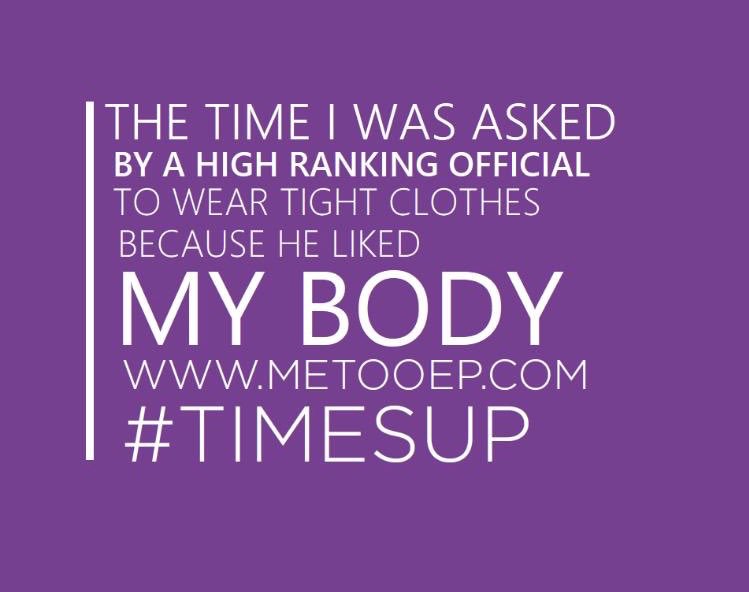 THE TIME I WAS ASKED
BY A HIGH RANKING OFFICIAL
TO WEAR TIGHT CLOTHES
BECAUSE HE LIKED
MY BODY
WWW.METOOEP.COM
#TIMESUP